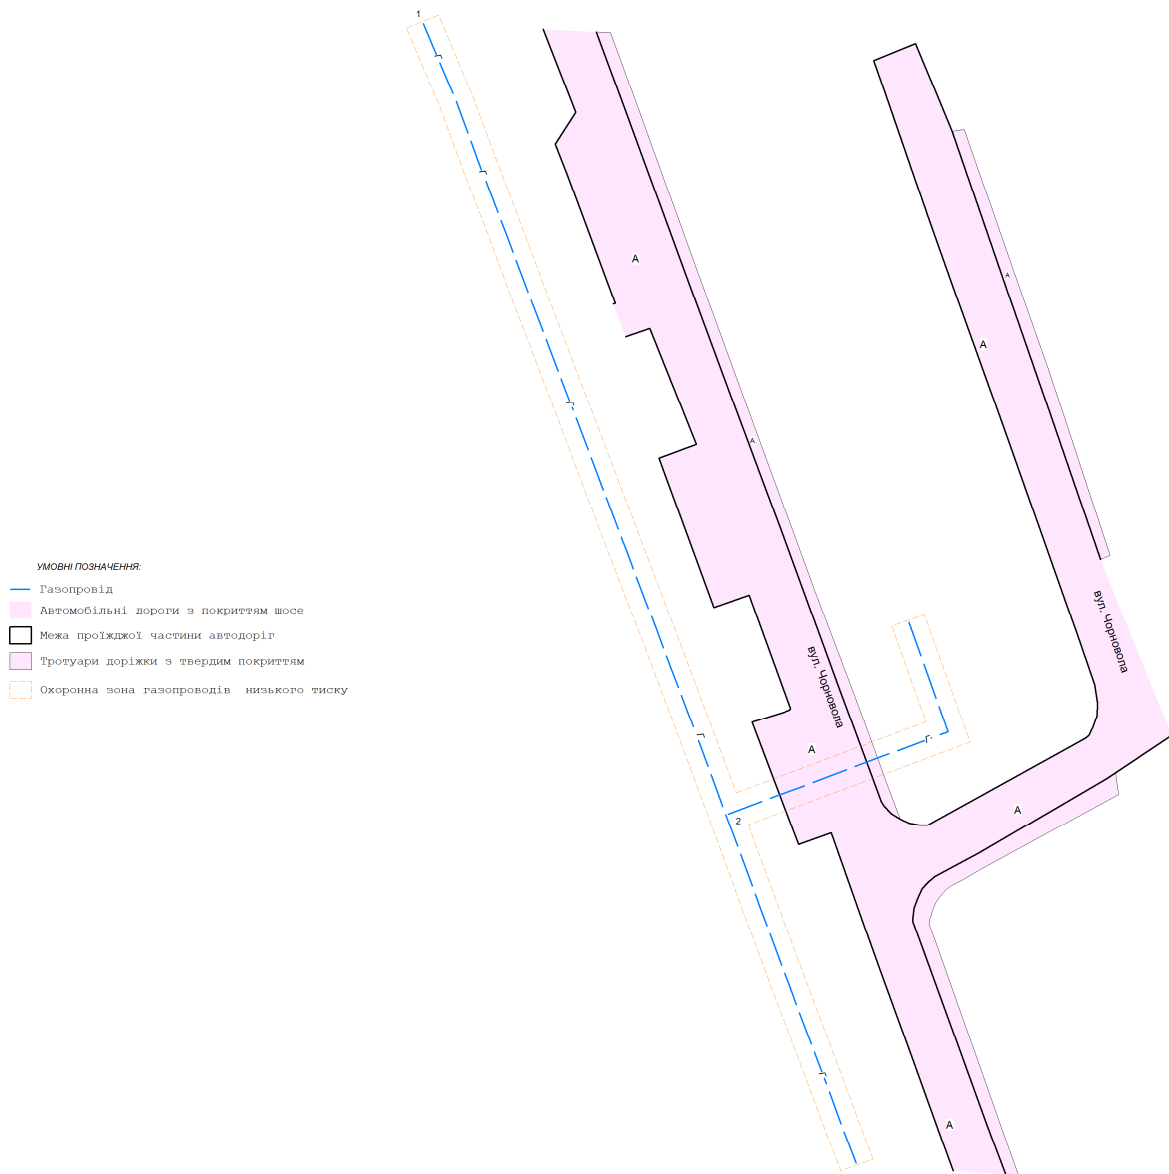 1
Г
Г
А
А
А
Г
А
УМОВНІ ПОЗНАЧЕННЯ:
Газопровід
Автомобільні дороги з покриттям шосе
Межа проїжджої частини автодоріг
Тротуари доріжки з твердим покриттям
Охоронна зона газопроводів низького тиску
вул. Чорновола
вул. Чорновола
Г
Г
А
2
А
Г
А